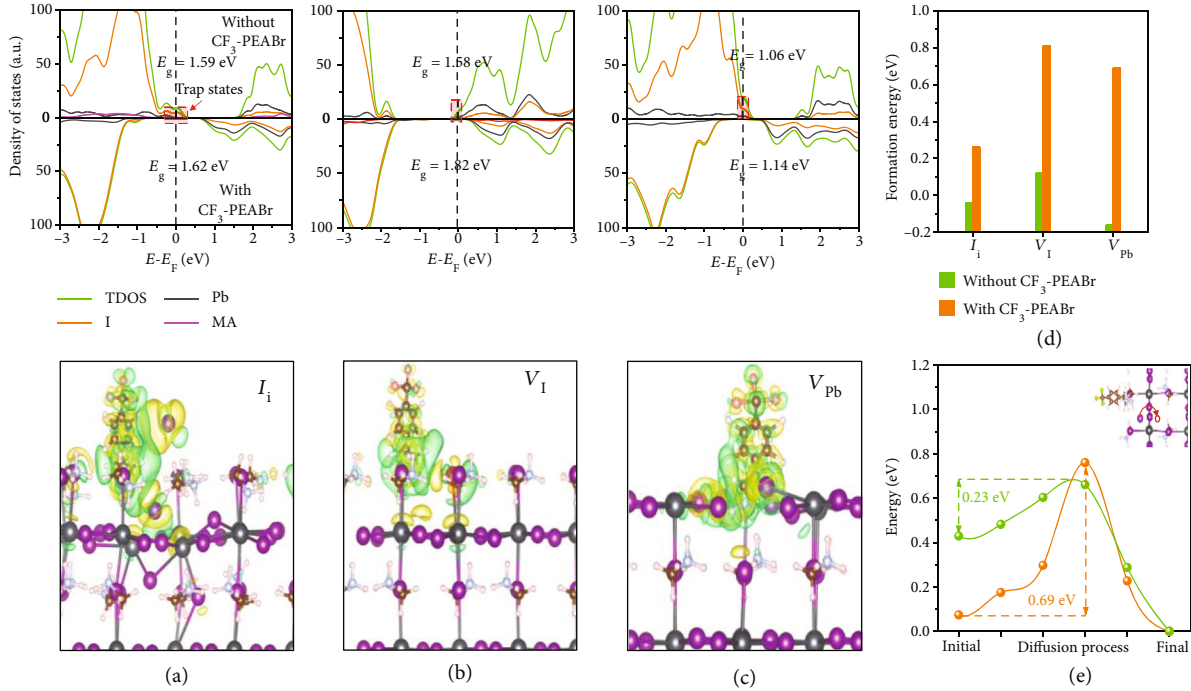 Density of states (a.u.)
100
50
0
50
100
Without
CF3-PEABr
Eg = 1.59 eV
Trap states
Eg = 1.62 eV
With
CF3-PEABr
−3 −2 −1 0 1 2 3
E-EF (eV)
100
50
0
50
100
Eg = 1.58 eV
Eg = 1.82 eV
−3 −2 −1 0 1 2 3
E-EF (eV)
100
50
0
50
100
Eg = 1.06 eV
Eg = 1.14 eV
−3 −2 −1 0 1 2 3
E-EF (eV)
TDOS
Pb
I
MA
Formation energy (eV)
1.0
0.8
0.6
0.4
0.2
0.0
−0.2
Ii VI VPb
Without CF3-PEABr
With CF3-PEABr
(d)
Ii
(a)
VI
(b)
VPb
(c)
Energy (eV)
1.2
1.0
0.8
0.6
0.4
0.2
0.0
0.23 eV
0.69 eV
Initial Diffusion process Final
(e)